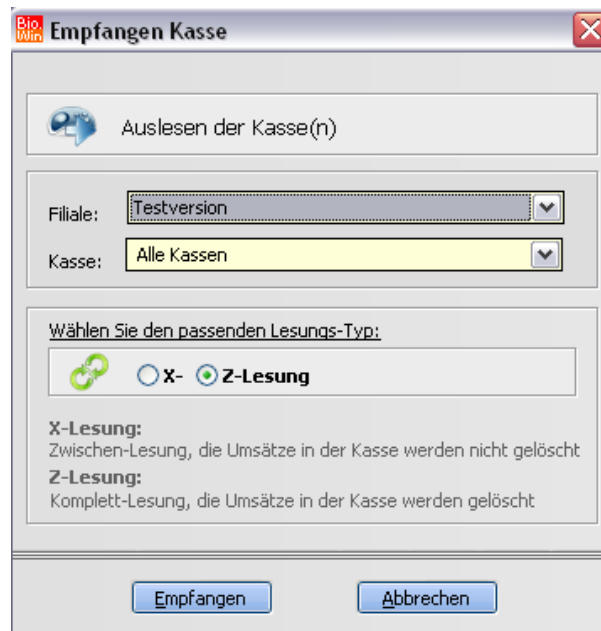 Bio.
Win
Empfangen Kasse
Auslesen der Kasse(n)
Filiale: Testversion
Kasse: Alle Kassen
Wählen Sie den passenden Lesungs-Typ:
X- Z-Lesung
X-Lesung:
Zwischen-Lesung, die Umsätze in der Kasse werden nicht gelöscht
Z-Lesung:
Komplett-Lesung, die Umsätze in der Kasse werden gelöscht
Empfangen Abbrechen